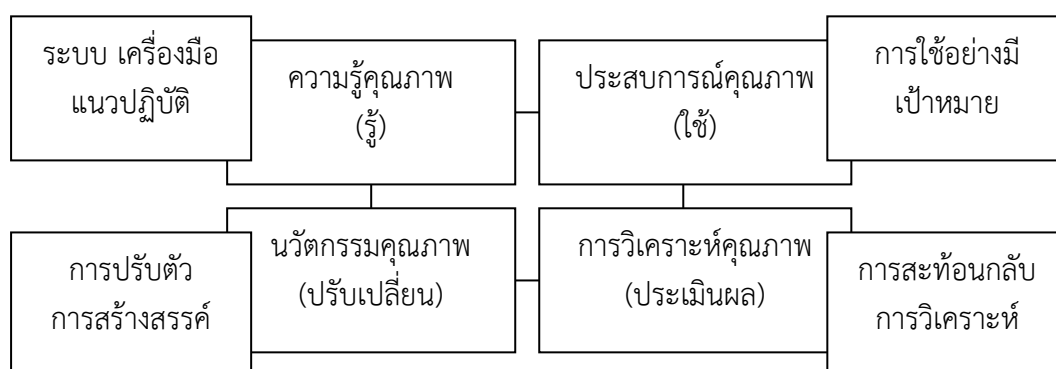 ระบบ เครื่องมือ
แนวปฏิบัติ
ความรู้คุณภาพ
(รู้)
ประสบการณ์คุณภาพ
(ใช้)
การใช้อย่างมี
เป้าหมาย
การปรับตัว
การสร้างสรรค์
นวัตกรรมคุณภาพ
(ปรับเปลี่ยน)
การวิเคราะห์คุณภาพ
(ประเมินผล)
การสะท้อนกลับ
การวิเคราะห์